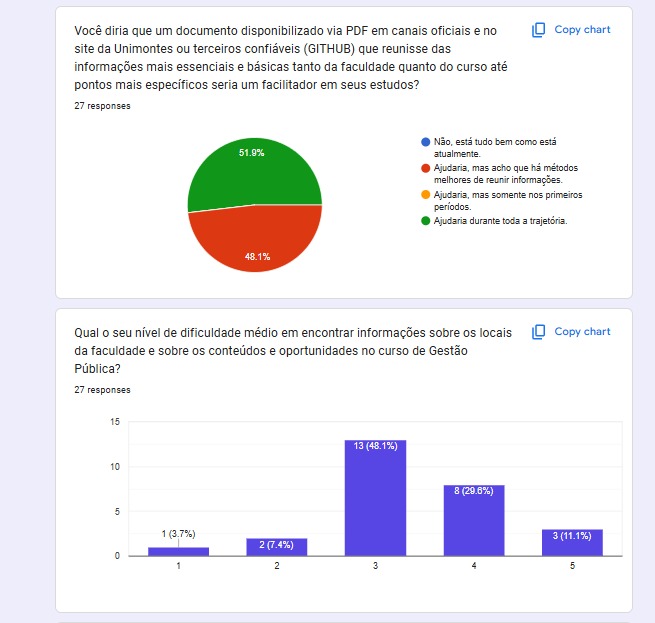 Você diria que um documento disponibilizado via PDF em canais oficiais e no
site da Unimontes ou terceiros confiáveis (GITHUB) que reunisse das
informações mais essenciais e básicas tanto da faculdade quanto do curso até
pontos mais específicos seria um facilitador em seus estudos?
Copy chart
27 responses
51.9%
48.1%
Não, está tudo bem como está
atualmente.
Ajudaria, mas acho que há métodos
melhores de reunir informações.
Ajudaria, mas somente nos primeiros
períodos.
Ajudaria durante toda a trajetória.
Qual o seu nível de dificuldade médio em encontrar informações sobre os locais
da faculdade e sobre os conteúdos e oportunidades no curso de Gestão
Pública?
Copy chart
27 responses
15
10
5
0
1 (3.7%)
2 (7.4%)
13 (48.1%)
8 (29.6%)
3 (11.1%)
1
2
3
4
5